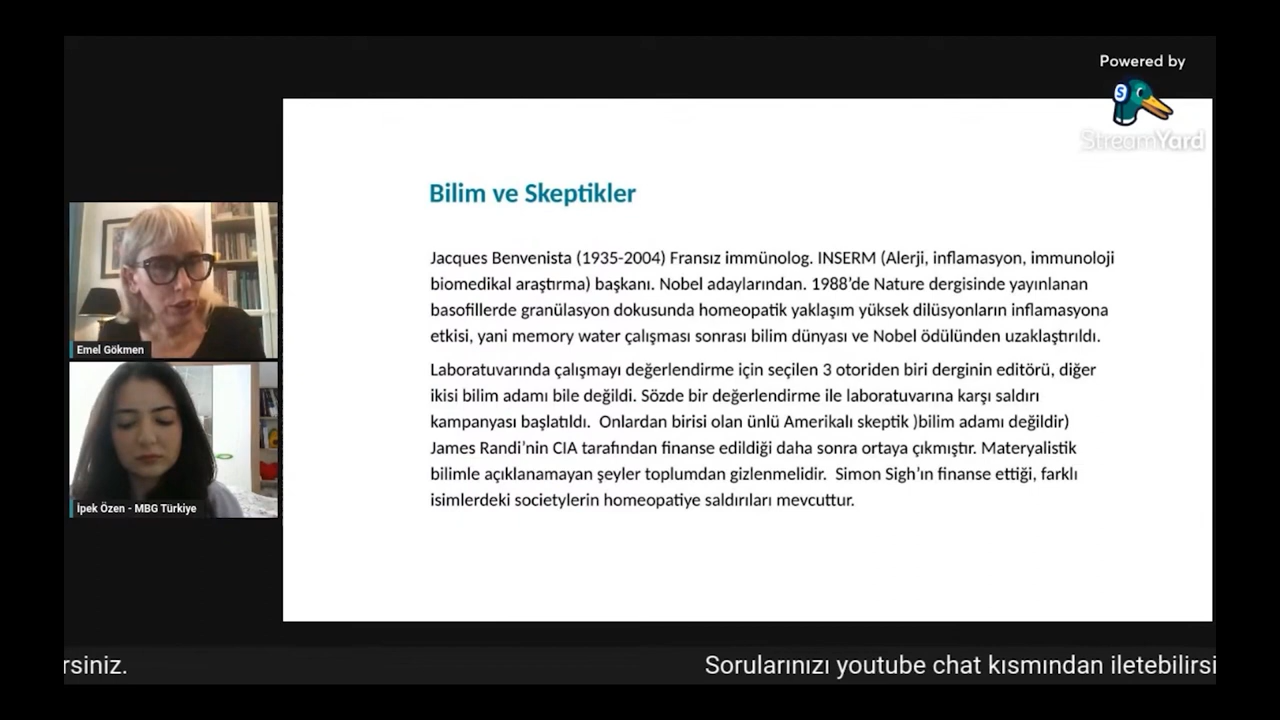 Powered by
StreamYard
Bilim ve Skeptikler
Jacques Benvenista (1935-2004) Fransız immünolog. INSERM (Alerji, inflamasyon, immunoloji
biomedikal araştırma) başkanı. Nobel adaylarından. 1988’de Nature dergisinde yayınlanan
basofillerde granülasyon dokusunda homeopatik yaklaşım yüksek dilüsyonların inflamasyona
etkisi, yani memory water çalışması sonrası bilim dünyası ve Nobel ödülünden uzaklaştırıldı.
Laboratuvarında çalışmayı değerlendirme için seçilen 3 otoriden biri derginin editörü, diğer
ikisi bilim adamı bile değildi. Sözde bir değerlendirme ile laboratuvarına karşı saldırı
kampanyası başlatıldı. Onlardan birisi olan ünlü Amerikalı skeptik )bilim adamı değildir)
James Randi’nin CIA tarafından finanse edildiği daha sonra ortaya çıkmıştır. Materyalistik
bilimle açıklanamayan şeyler toplumdan gizlenmelidir. Simon Sigh’ın finanse ettiği, farklı
isimlerdeki societylerin homeopatiye saldırıları mevcuttur.
Emel Gökmen
İpek Özen - MBG Türkiye
rsiniz.
Sorularınızı youtube chat kısmından iletebilirsi